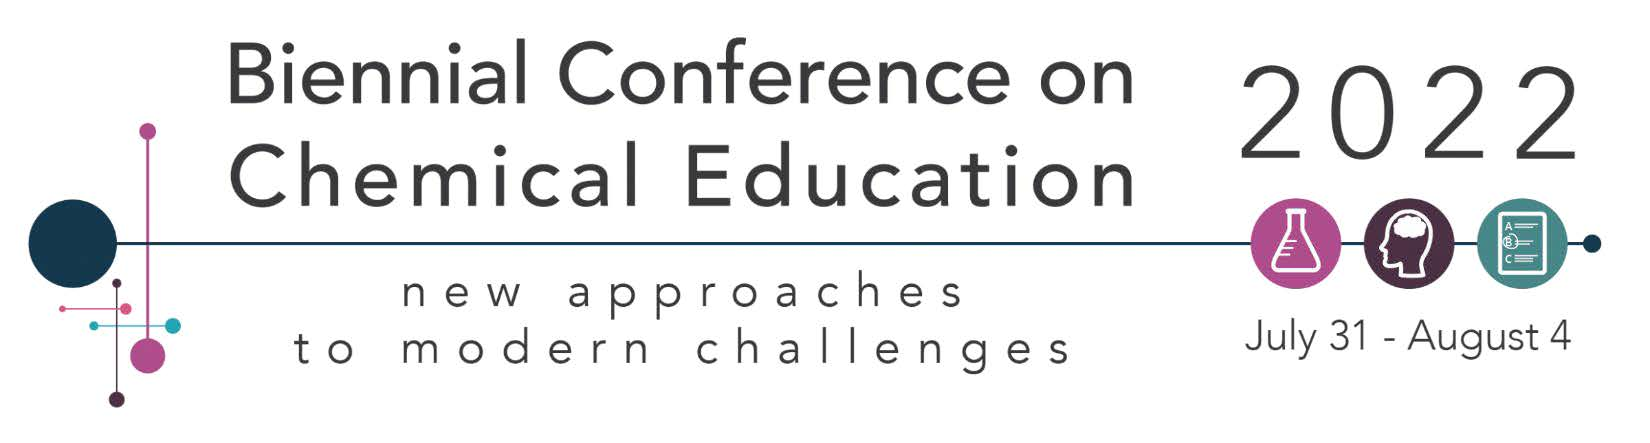 Biennial Conference on
Chemical Education
new approaches
to modern challenges
2022
A
B
C
July 31 - August 4